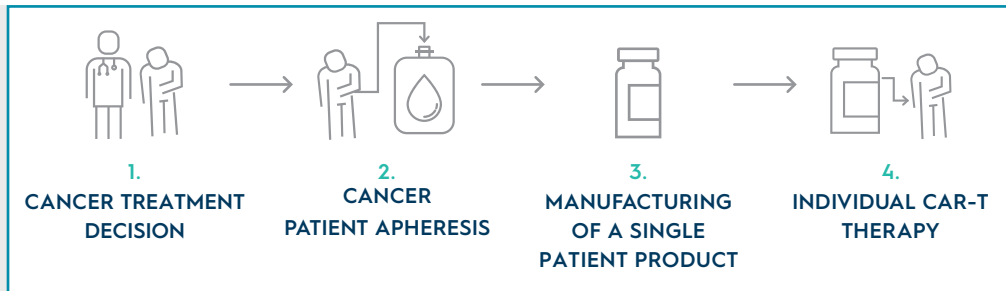 1.
CANCER TREATMENT
DECISION
2.
CANCER
PATIENT APHERESIS
3.
MANUFACTURING
OF A SINGLE
PATIENT PRODUCT
4.
INDIVIDUAL CAR-T
THERAPY